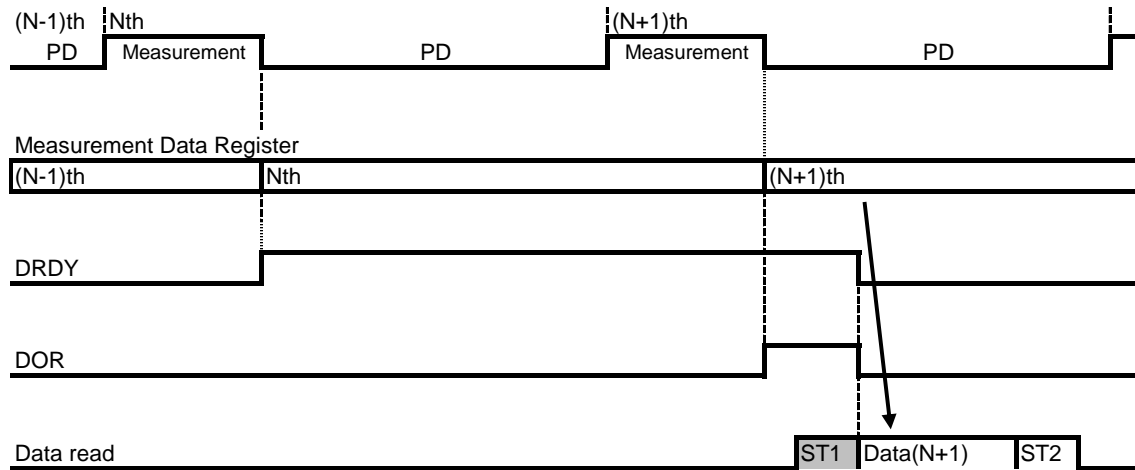 (N-1)th Nth (N+1)th
PD Measurement PD Measurement PD
Measurement Data Register
(N-1)th Nth (N+1)th
DRDY
DOR
Data read ST1 Data(N+1) ST2